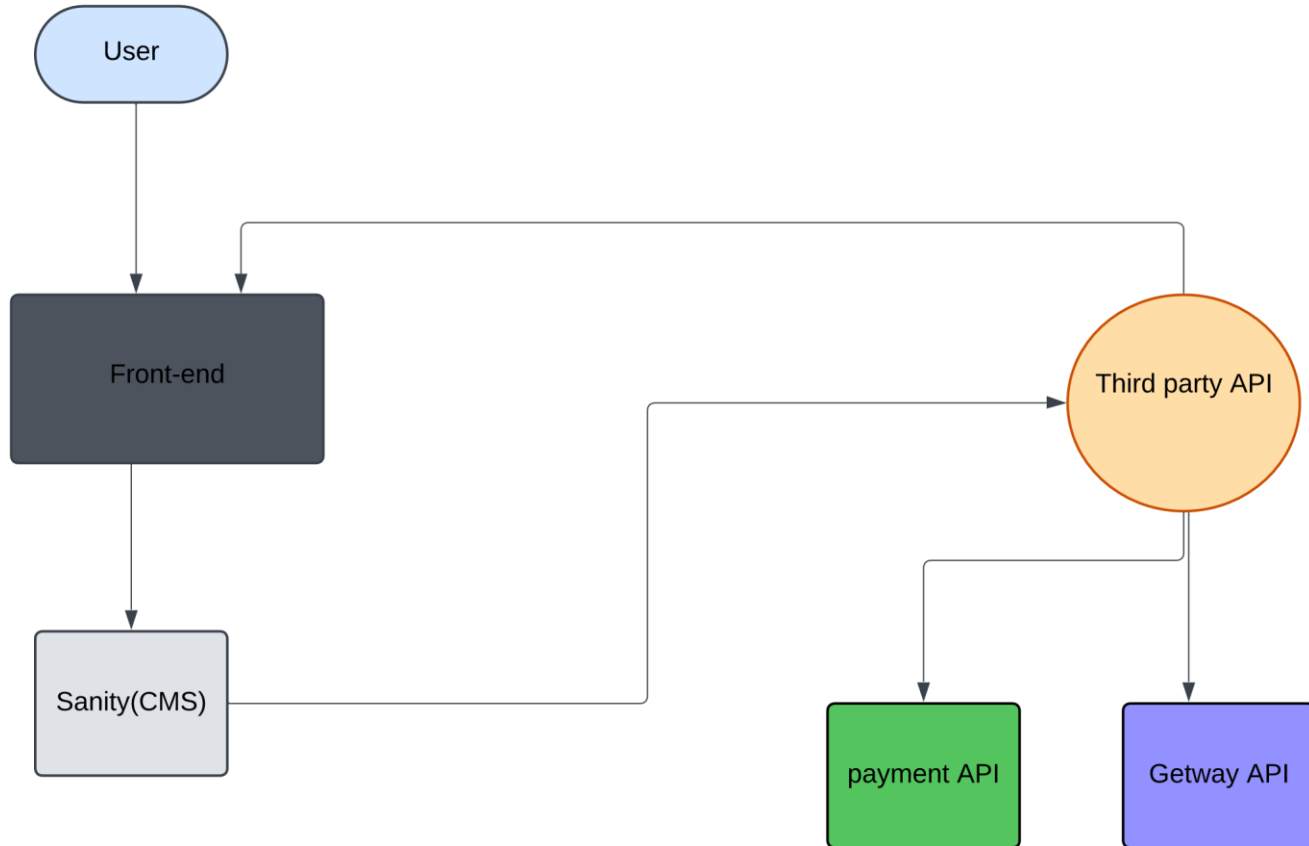 User
Front-end
Third party API
Sanity(CMS)
payment API
Getway API